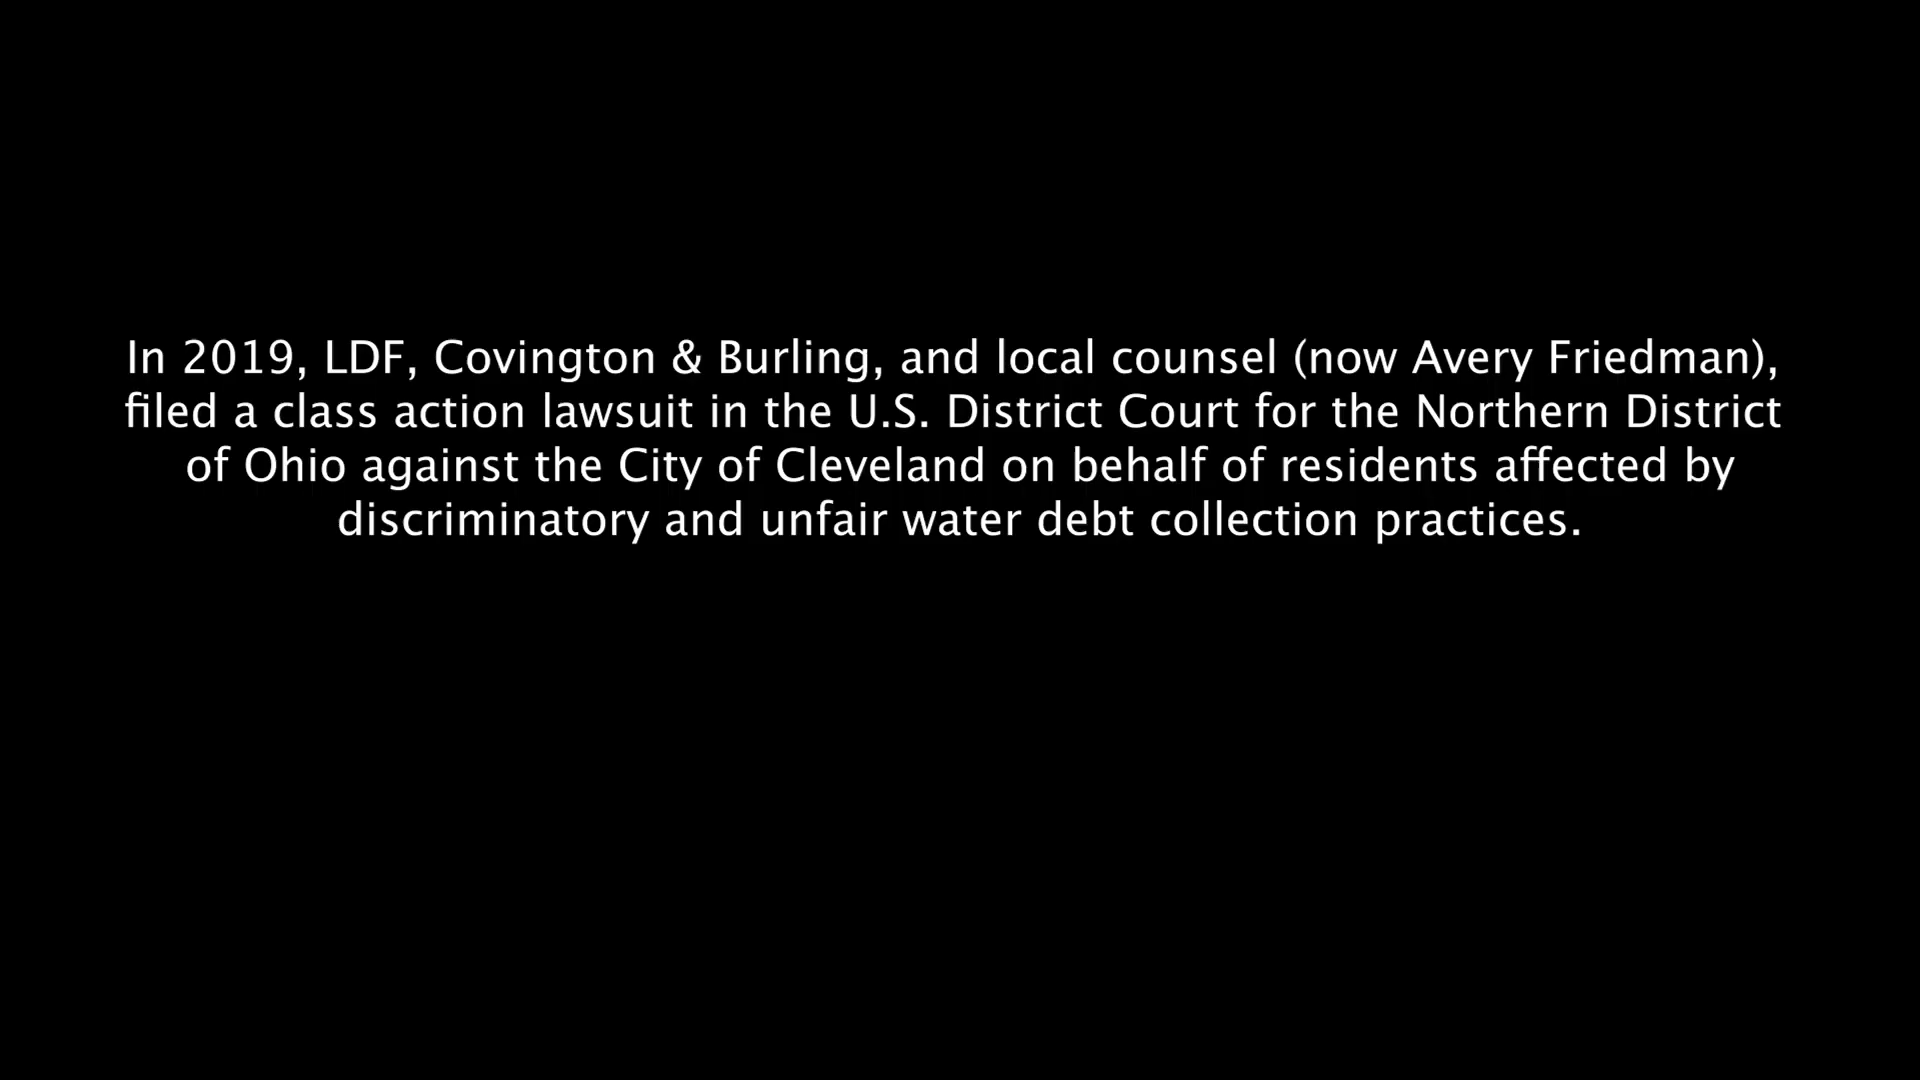 In 2019, LDF, Covington & Burling, and local counsel (now Avery Friedman),
filed a class action lawsuit in the U.S. District Court for the Northern District
of Ohio against the City of Cleveland on behalf of residents affected by
discriminatory and unfair water debt collection practices.